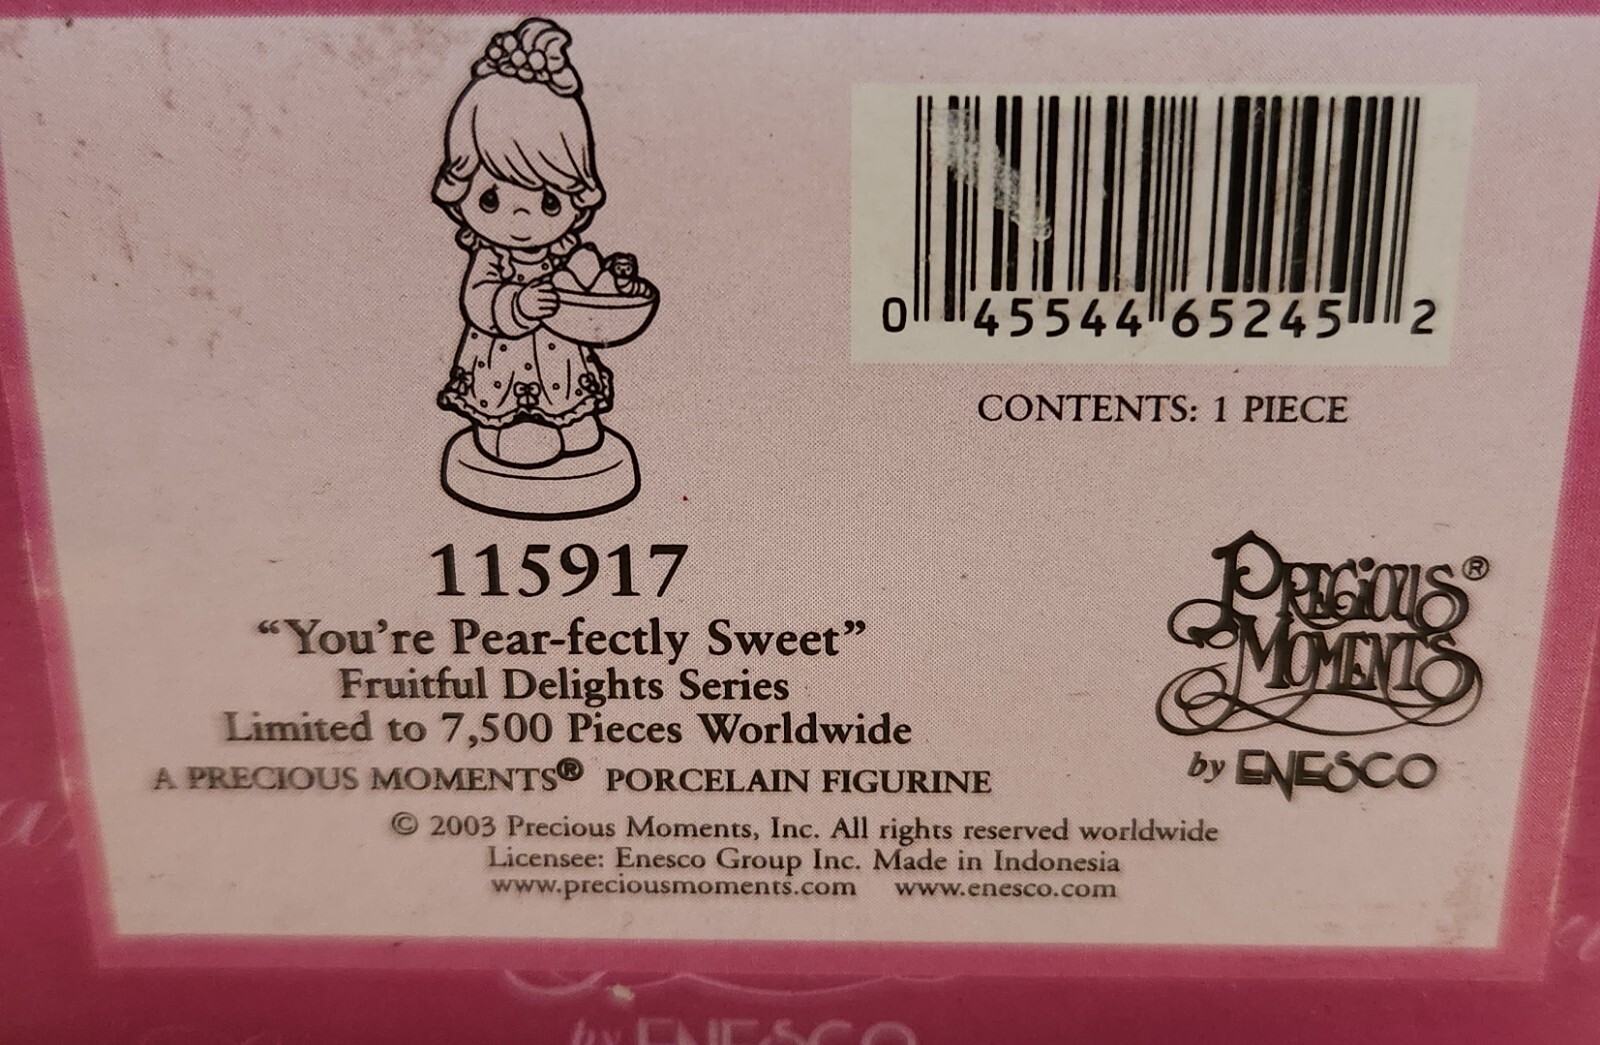 0 45544 65245 2
CONTENTS: 1 PIECE
115917
“You’re Pear-fectly Sweet”
Fruitful Delights Series
Limited to 7,500 Pieces Worldwide
A PRECIOUS MOMENTS® PORCELAIN FIGURINE
PRECIOUS®
MOMENTS
by ENESCO
© 2003 Precious Moments, Inc. All rights reserved worldwide
Licensee: Enesco Group Inc. Made in Indonesia
www.preciousmoments.com www.enesco.com
by ENESCO